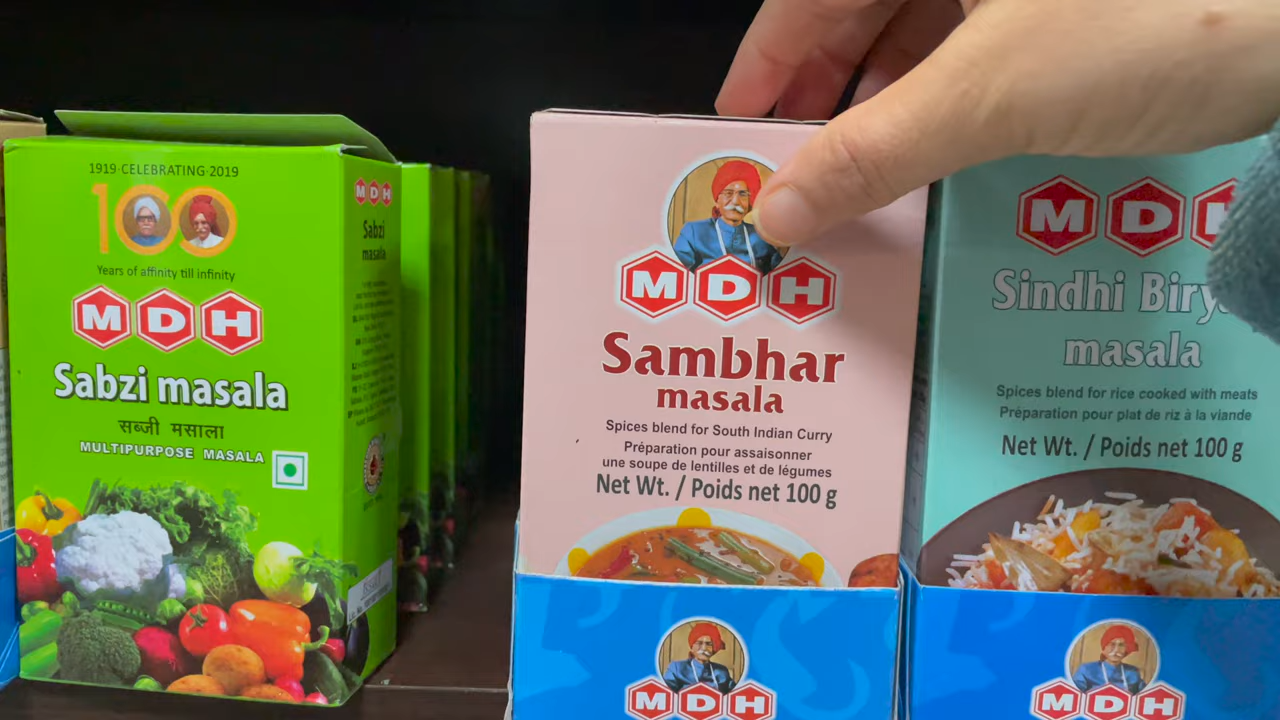 1919·CELEBRATING·2019
100
Years of affinity till infinity
MDH
Sabzi masala
सब्जी मसाला
MULTIPURPOSE MASALA
MDH
Sabzi
masala
MDH
Sambhar
masala
Spices blend for South Indian Curry
Préparation pour assaisonner
une soupe de lentilles et de légumes
Net Wt. / Poids net 100 g
MDH
MDH
Sindhi
masala
Spices blend for rice cooked with meats
Préparation pour plat de riz à la viande
Net Wt. / Poids net 100 g
MDH